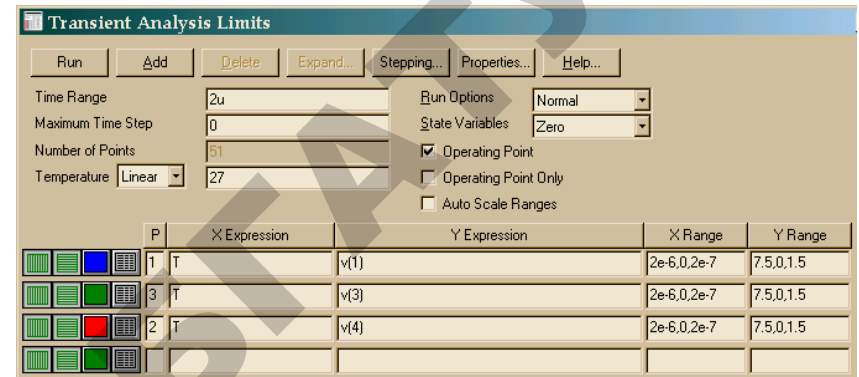 Transient Analysis Limits
Run Add Delete Expand... Stepping... Properties... Help...
Time Range 2u Run Options Normal
Maximum Time Step 0 State Variables Zero
Number of Points 51 Operating Point
Temperature Linear 27 Operating Point Only
Auto Scale Ranges
P X Expression Y Expression X Range Y Range
1 T v(1) 2e-6,0,2e-7 7.5,0,1.5
3 T v(3) 2e-6,0,2e-7 7.5,0,1.5
2 T v(4) 2e-6,0,2e-7 7.5,0,1.5
БГАТУ